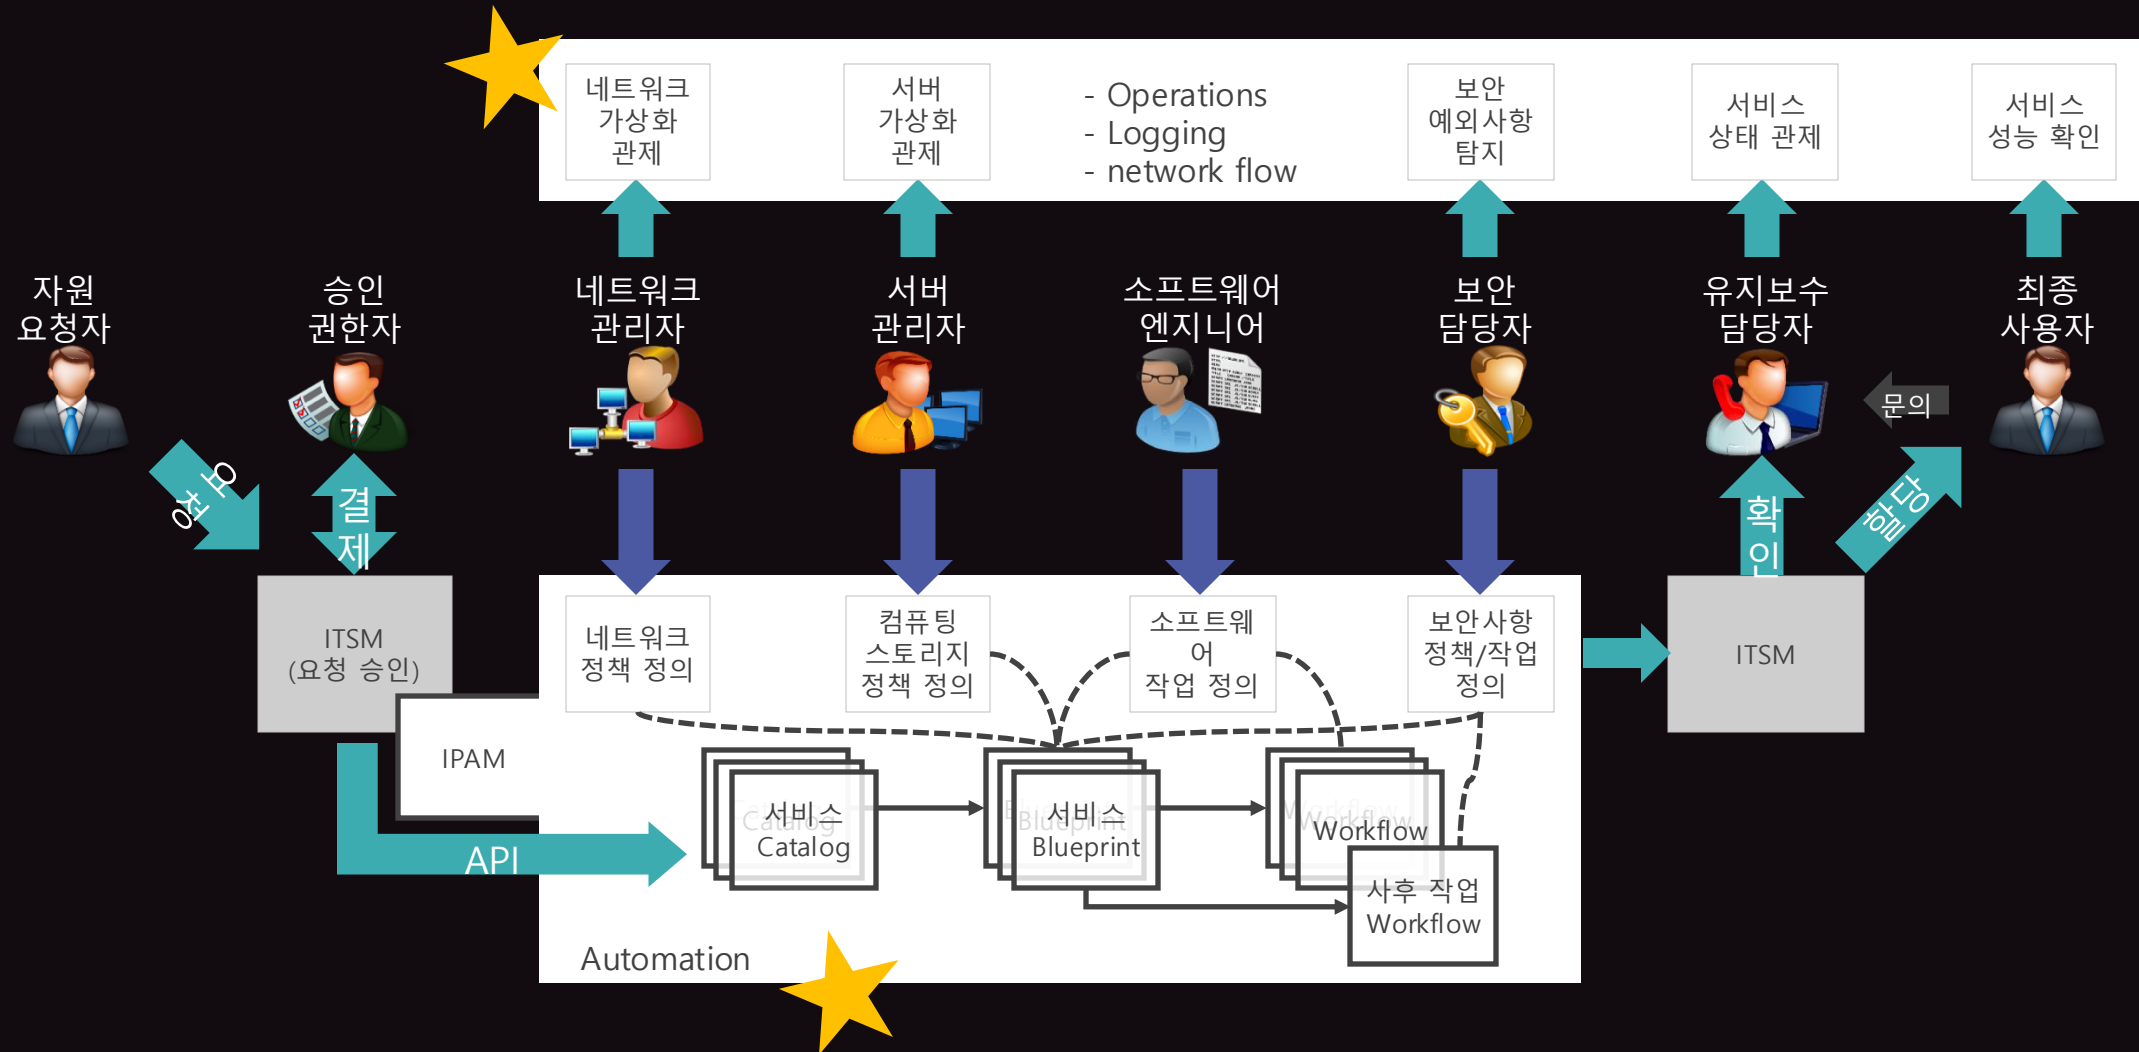 네트워크
가상화
관제
서버
가상화
관제
- Operations
- Logging
- network flow
보안
예외사항
탐지
서비스
상태 관제
서비스
성능 확인
자원
요청자
승인
권한자
네트워크
관리자
서버
관리자
소프트웨어
엔지니어
보안
담당자
유지보수
담당자
최종
사용자
문의
요청
결
제
확
인
할당
ITSM
(요청 승인)
네트워크
정책 정의
컴퓨팅
스토리지
정책 정의
소프트웨
어
작업 정의
보안사항
정책/작업
정의
ITSM
IPAM
API
Catalog
서비스
Catalog
Blueprint
서비스
Blueprint
Workflow
Workflow
Workflow
사후 작업
Workflow
Automation